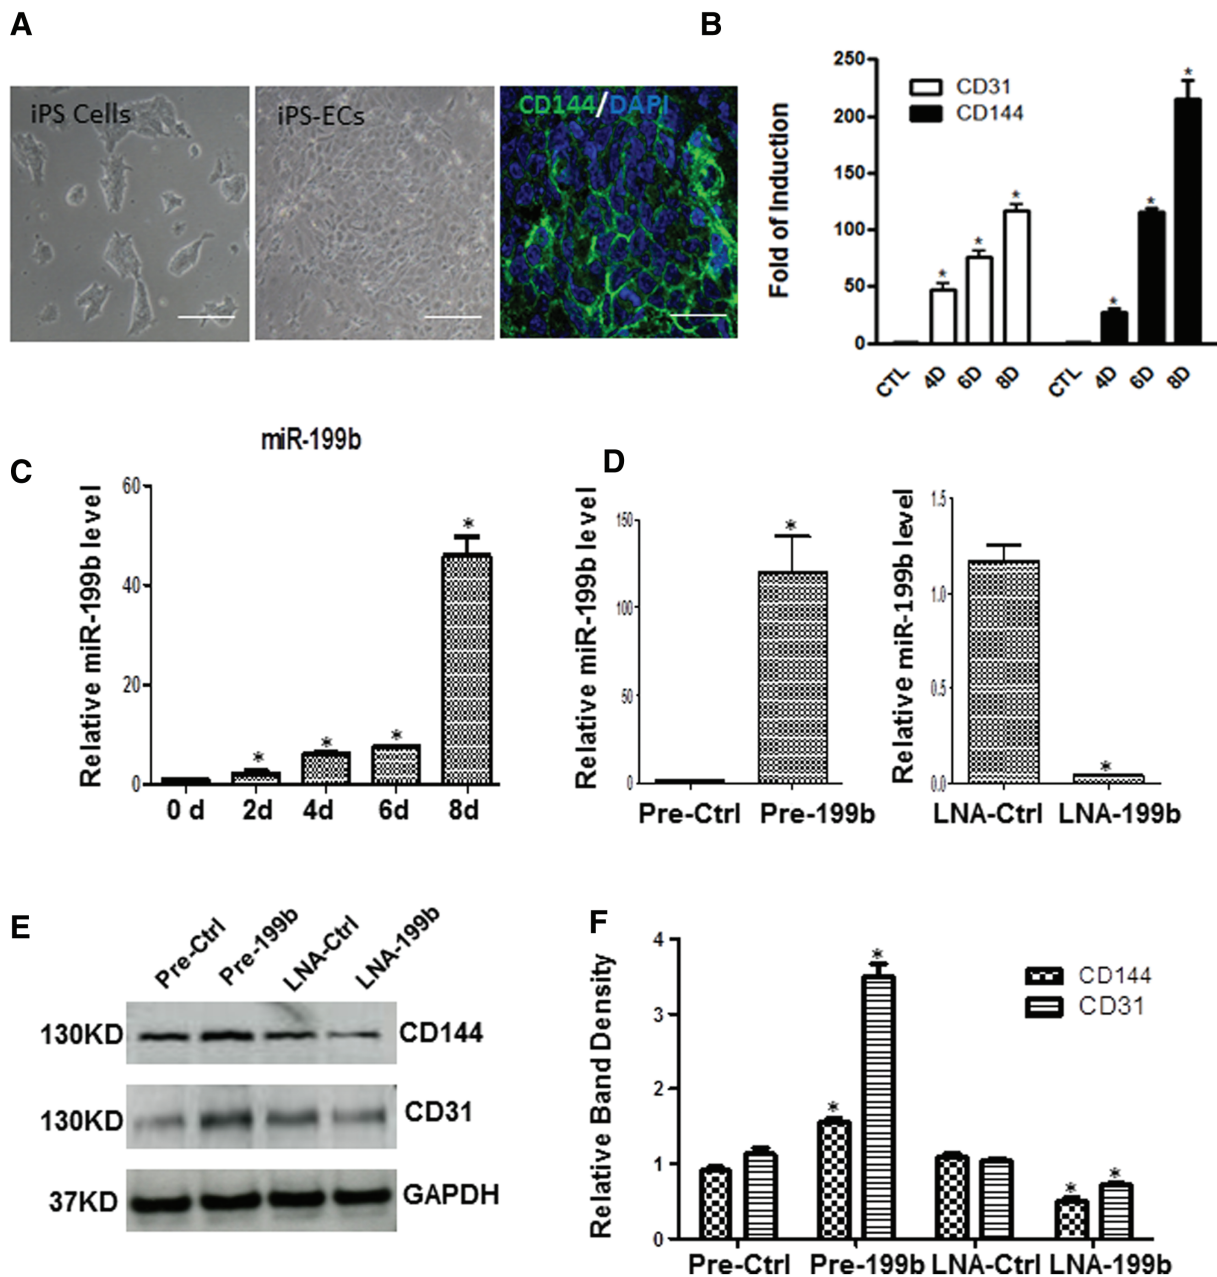 A
B
iPS Cells
iPS-ECs
CD144/DAPI
Fold of Induction
250
200
150
100
50
0
CD31
CD144
*
*
*
*
*
*
CTL 4D 6D 8D CTL 4D 6D 8D
C
miR-199b
Relative miR-199b level
60
40
20
0
*
*
*
*
0 d 2d 4d 6d 8d
D
Relative miR-199b level
150
100
50
0
*
Pre-Ctrl Pre-199b
Relative miR-199b level
1.5
1.0
0.5
0.0
*
LNA-Ctrl LNA-199b
E
Pre-Ctrl Pre-199b LNA-Ctrl LNA-199b
130KD CD144
130KD CD31
37KD GAPDH
F
Relative Band Density
4
3
2
1
0
CD144
CD31
*
*
*
*
Pre-Ctrl Pre-199b LNA-Ctrl LNA-199b